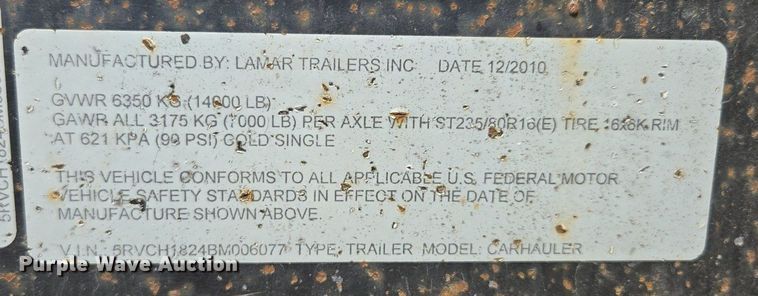 MANUFACTURED BY: LAMAR TRAILERS INC DATE 12/2010
GVWR 6350 KG (14000 LB)
GAWR ALL 3175 KG (7000 LB) PER AXLE WITH ST235/80R16(E) TIRE 16x6K RIM
AT 621 KPA (90 PSI) COLD SINGLE
THIS VEHICLE CONFORMS TO ALL APPLICABLE U.S. FEDERAL MOTOR
VEHICLE SAFETY STANDARDS IN EFFECT ON THE DATE OF
MANUFACTURE SHOWN ABOVE.
V.I.N.: 5RVCH1824BM006077 TYPE: TRAILER MODEL: CARHAULER
Purple Wave Auction